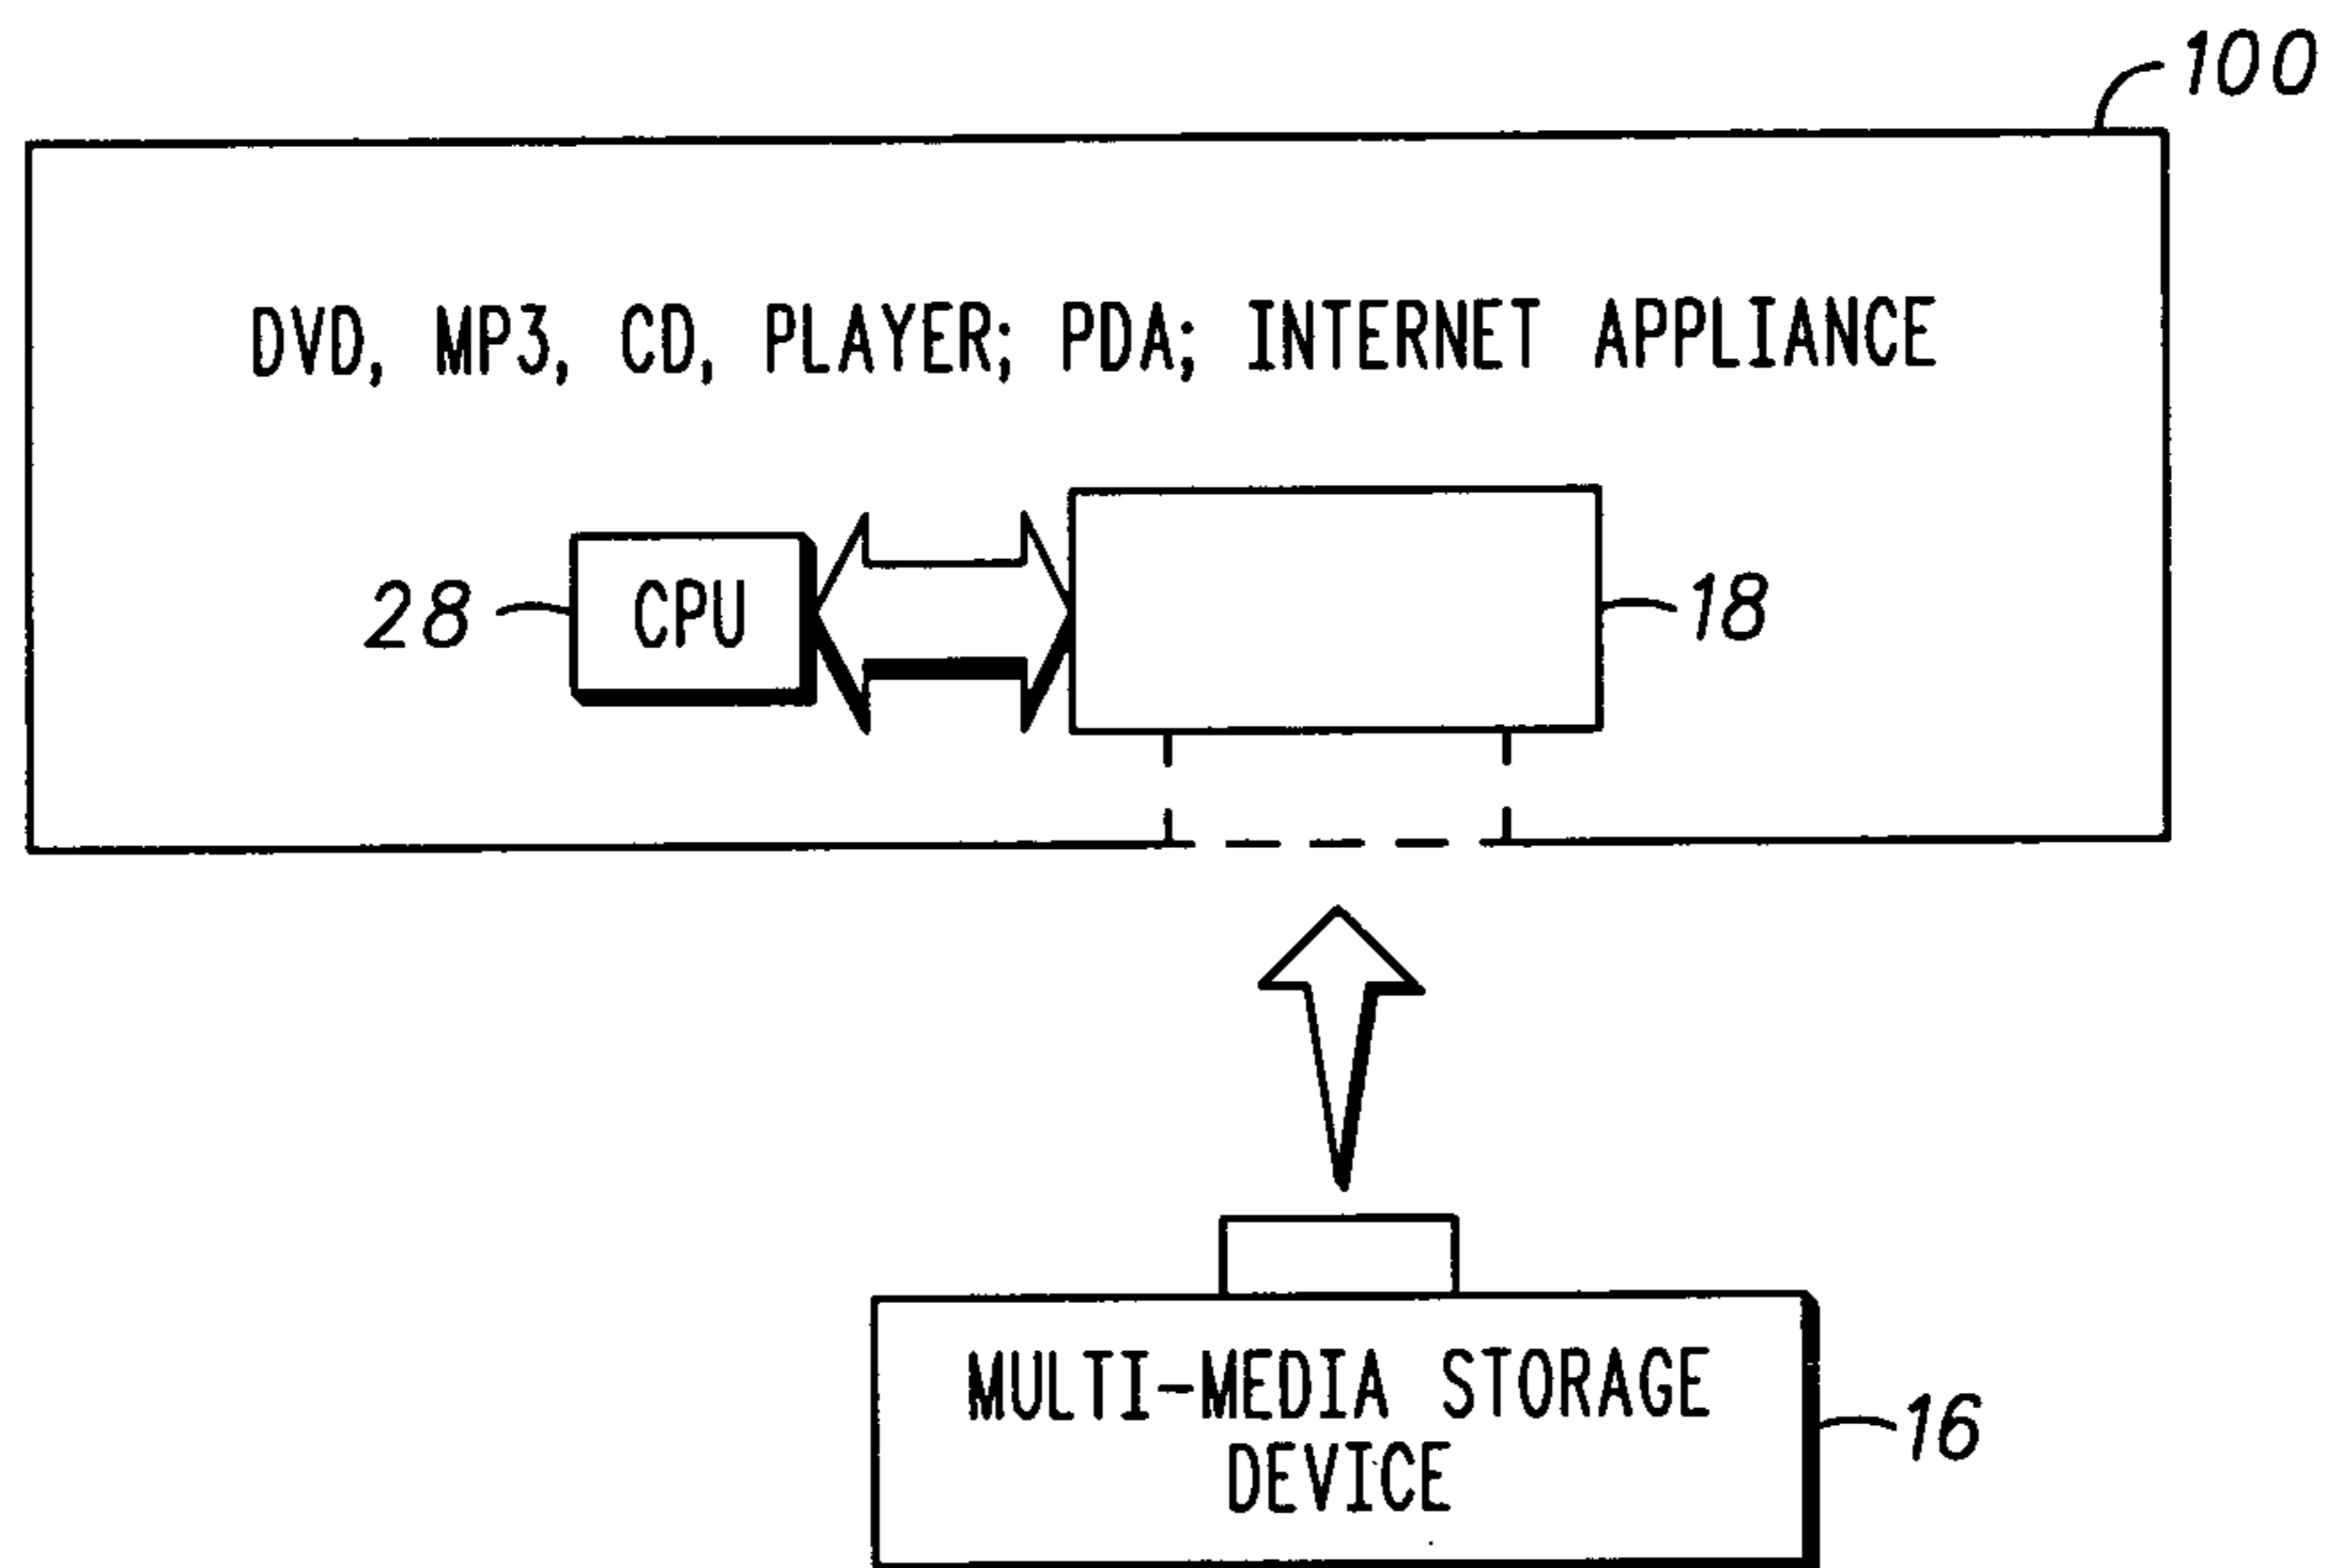 100
DVD, MP3, CD, PLAYER; PDA; INTERNET APPLIANCE
28 CPU 18
MULTI-MEDIA STORAGE
DEVICE
16